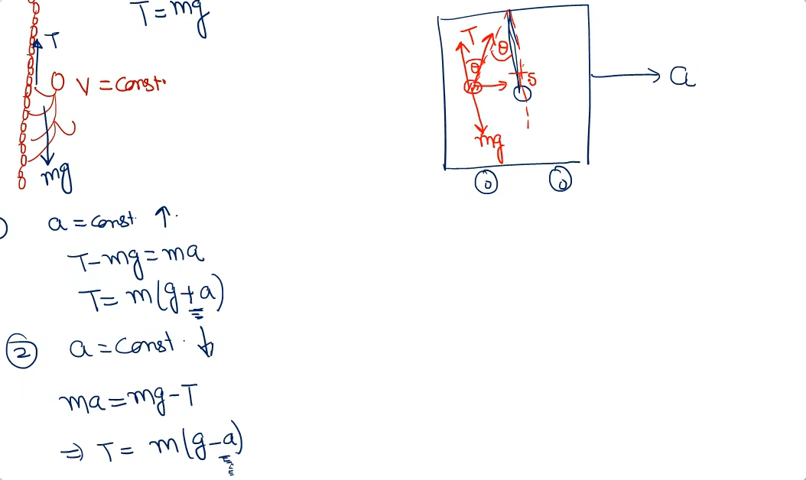 T = mg
T
V = const.
mg
a = const. ↑.
T - mg = ma
T = m(g + a)
② a = const. ↓
ma = mg - T
⇒ T = m(g - a)
T
θ
θ
mg
a